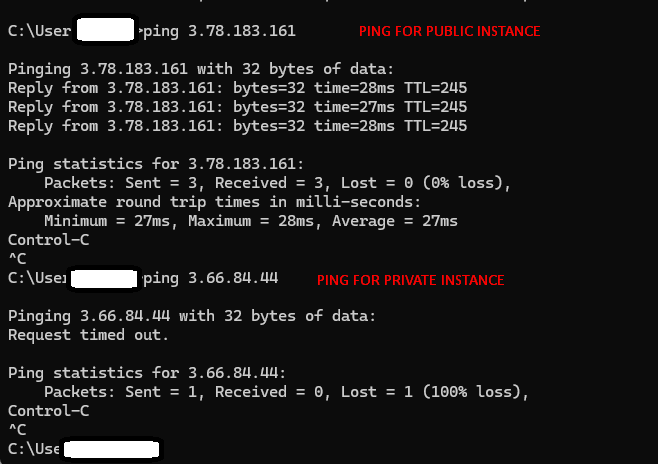 C:\User >ping 3.78.183.161 PING FOR PUBLIC INSTANCE
Pinging 3.78.183.161 with 32 bytes of data:
Reply from 3.78.183.161: bytes=32 time=28ms TTL=245
Reply from 3.78.183.161: bytes=32 time=27ms TTL=245
Reply from 3.78.183.161: bytes=32 time=28ms TTL=245
Ping statistics for 3.78.183.161:
Packets: Sent = 3, Received = 3, Lost = 0 (0% loss),
Approximate round trip times in milli-seconds:
Minimum = 27ms, Maximum = 28ms, Average = 27ms
Control-C
^C
C:\User ping 3.66.84.44 PING FOR PRIVATE INSTANCE
Pinging 3.66.84.44 with 32 bytes of data:
Request timed out.
Ping statistics for 3.66.84.44:
Packets: Sent = 1, Received = 0, Lost = 1 (100% loss),
Control-C
^C
C:\Use